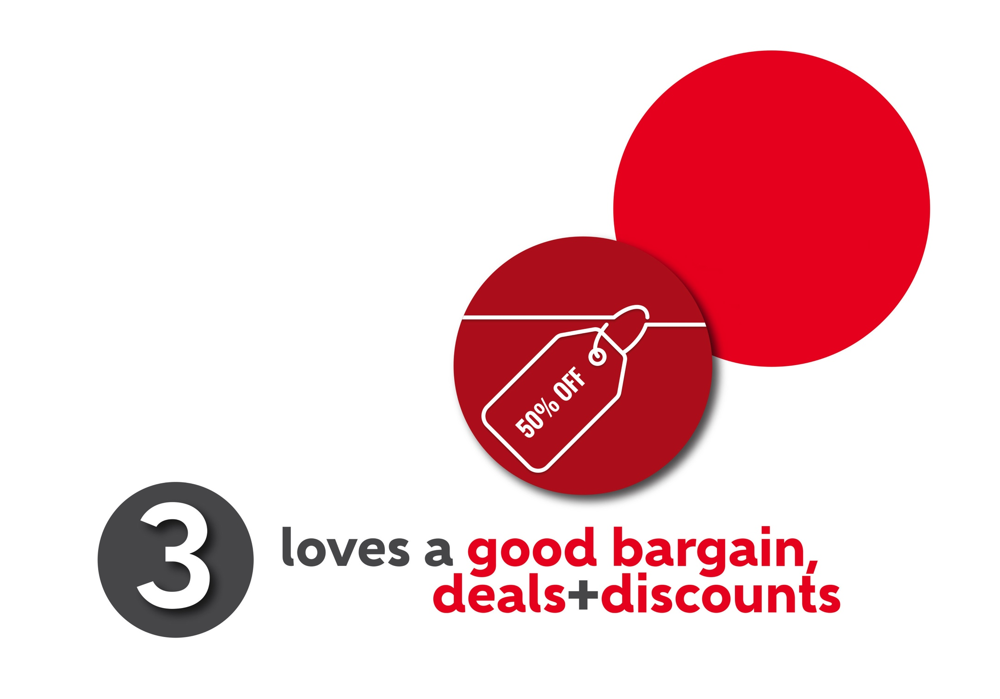 50% OFF
3
loves a good bargain,
deals+discounts